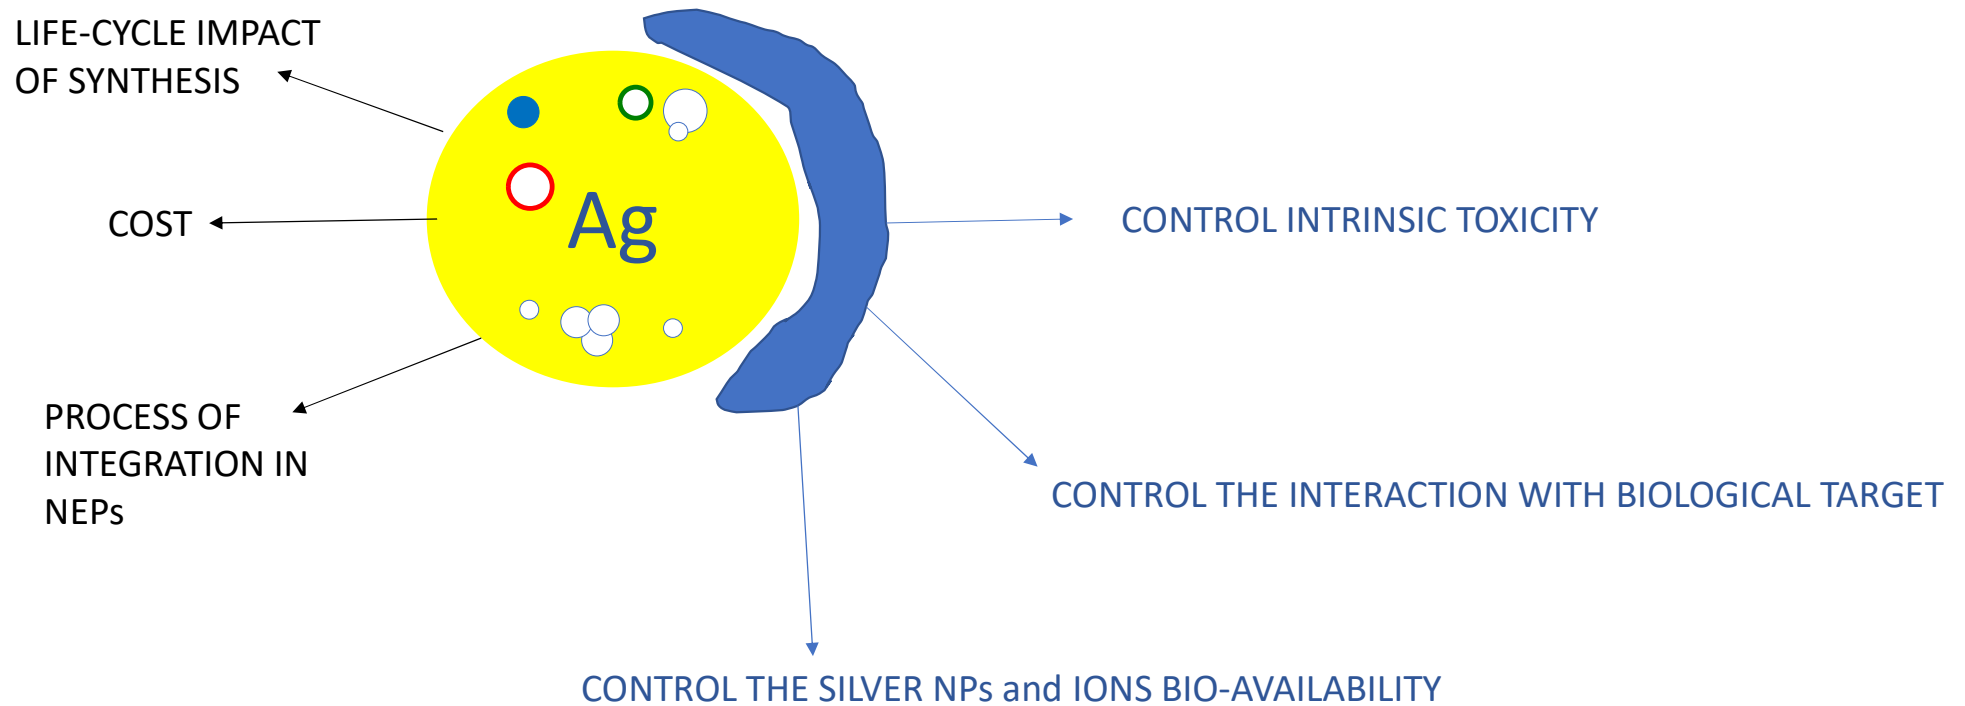 LIFE-CYCLE IMPACT
OF SYNTHESIS
Ag
COST
CONTROL INTRINSIC TOXICITY
PROCESS OF
INTEGRATION IN
NEPs
CONTROL THE INTERACTION WITH BIOLOGICAL TARGET
CONTROL THE SILVER NPs and IONS BIO-AVAILABILITY